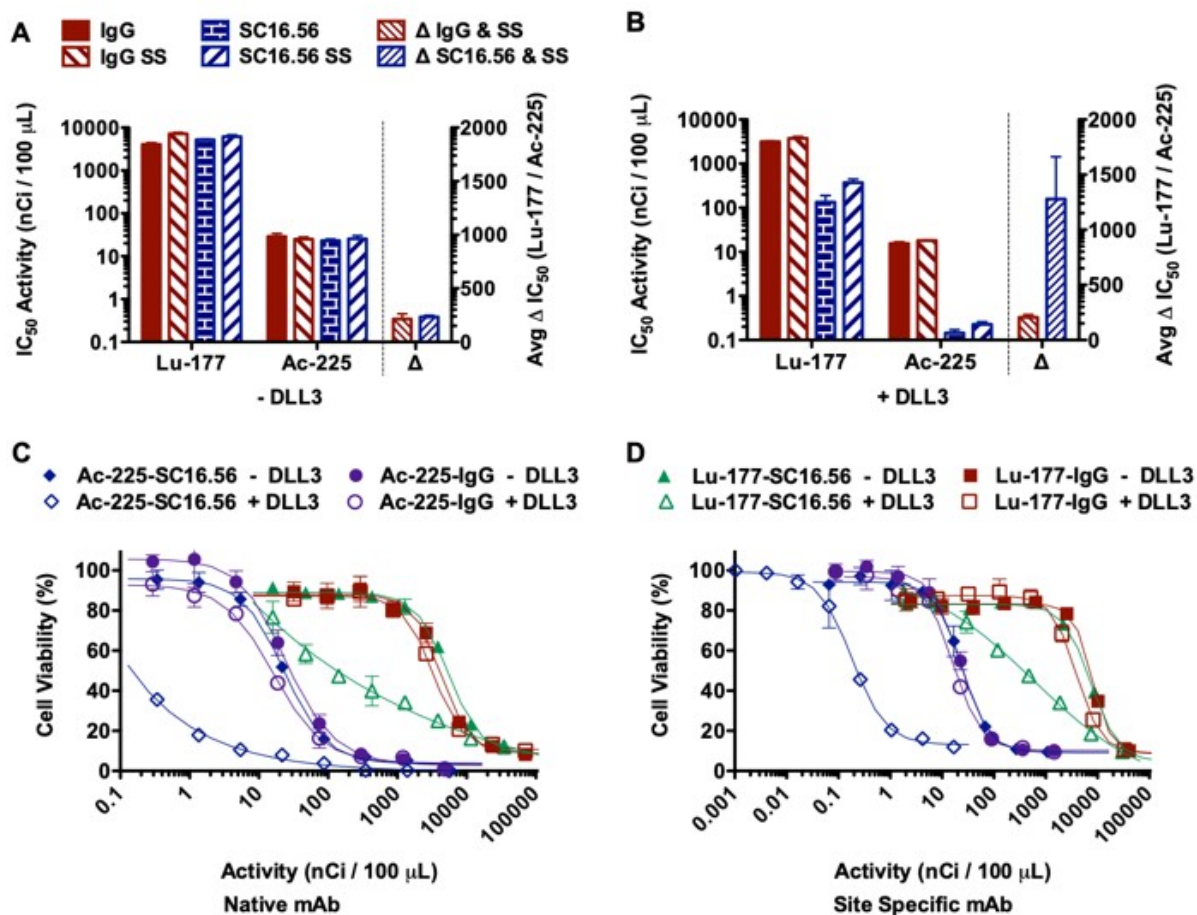 A
IgG
SC16.56
Δ IgG & SS
IgG SS
SC16.56 SS
Δ SC16.56 & SS
IC50 Activity (nCi / 100 μL)
10000
1000
100
10
1
0.1
2000
1500
1000
500
0
Avg Δ IC50 (Lu-177 / Ac-225)
Lu-177
Ac-225
Δ
- DLL3
B
IC50 Activity (nCi / 100 μL)
10000
1000
100
10
1
0.1
2000
1500
1000
500
0
Avg Δ IC50 (Lu-177 / Ac-225)
Lu-177
Ac-225
Δ
+ DLL3
C
Ac-225-SC16.56 - DLL3
Ac-225-IgG - DLL3
Ac-225-SC16.56 + DLL3
Ac-225-IgG + DLL3
Cell Viability (%)
100
80
60
40
20
0
0.1
10
1000
100
10000
100000
Activity (nCi / 100 μL)
Native mAb
D
Lu-177-SC16.56 - DLL3
Lu-177-IgG - DLL3
Lu-177-SC16.56 + DLL3
Lu-177-IgG + DLL3
Cell Viability (%)
100
80
60
40
20
0
0.001
0.01
0.1
1
10
1000
10000
100000
Activity (nCi / 100 μL)
Site Specific mAb